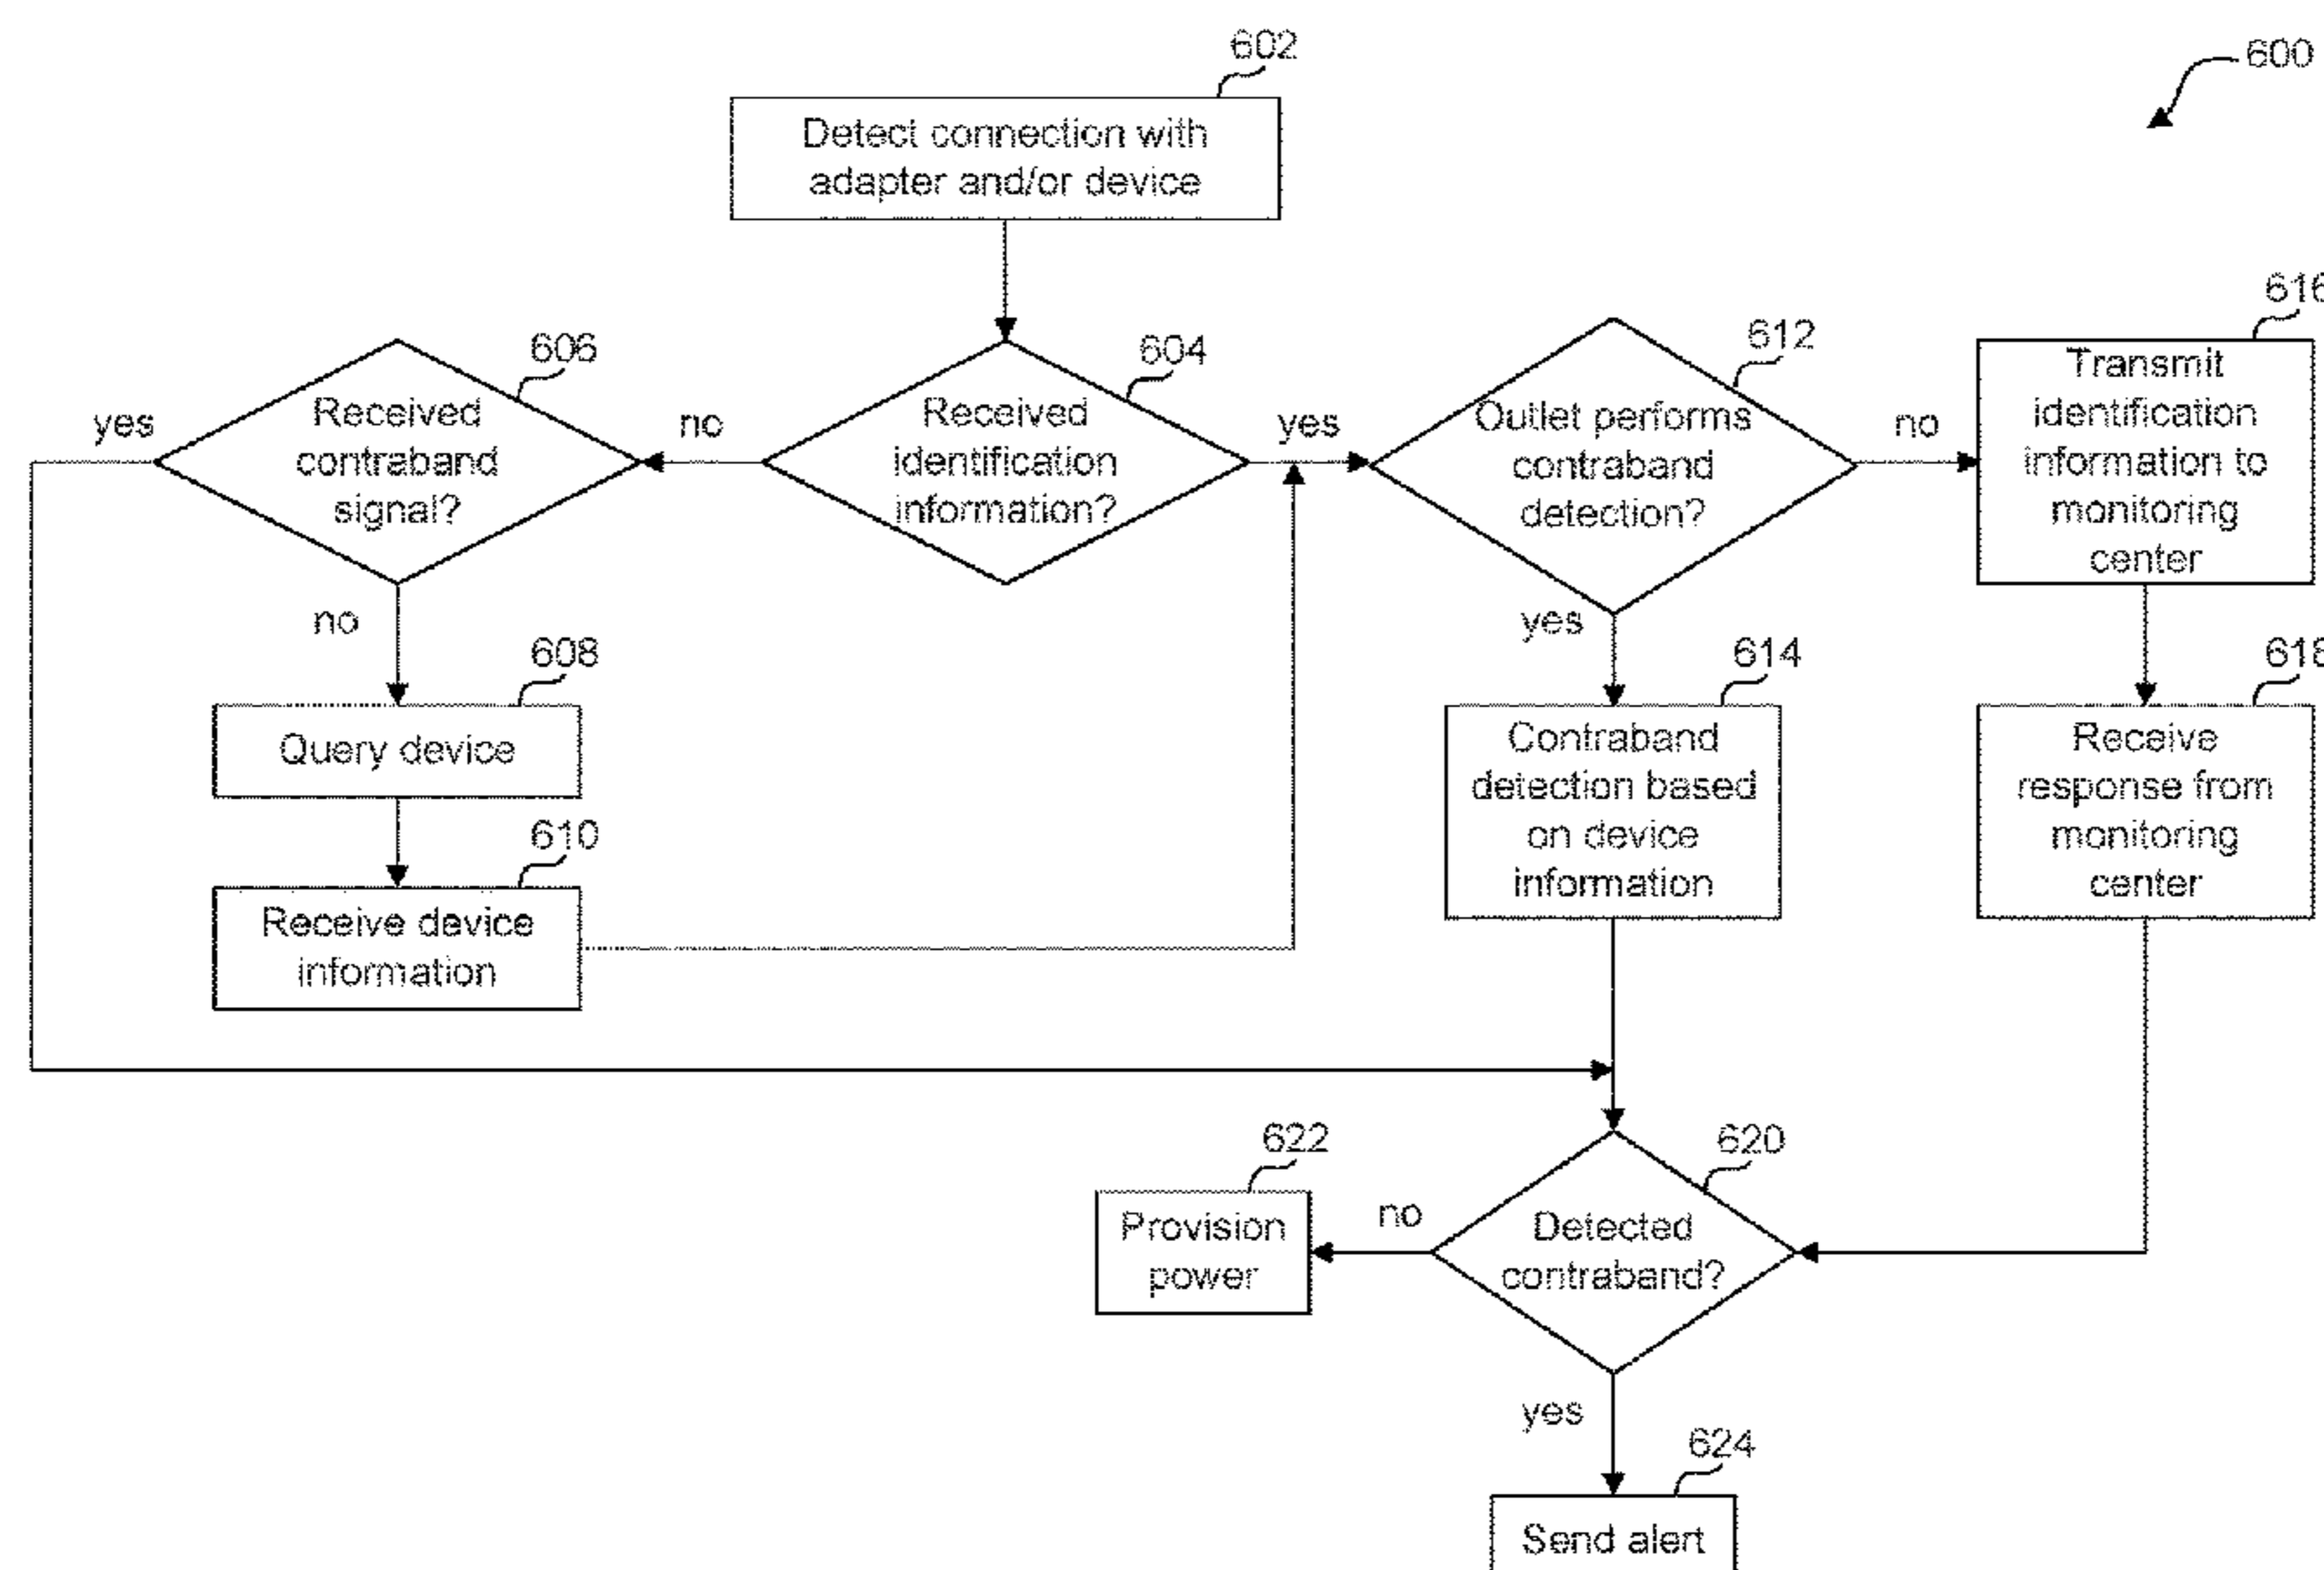 602
600
Detect connection with
adapter and/or device
606
Received
contraband
signal?
yes
no
604
Received
identification
information?
yes
612
Outlet performs
contraband
detection?
no
616
Transmit
identification
information to
monitoring
center
no
608
Query device
610
Receive device
information
yes
614
Contraband
detection based
on device
information
618
Receive
response from
monitoring
center
622
Provision
power
no
620
Detected
contraband?
yes
624
Send alert